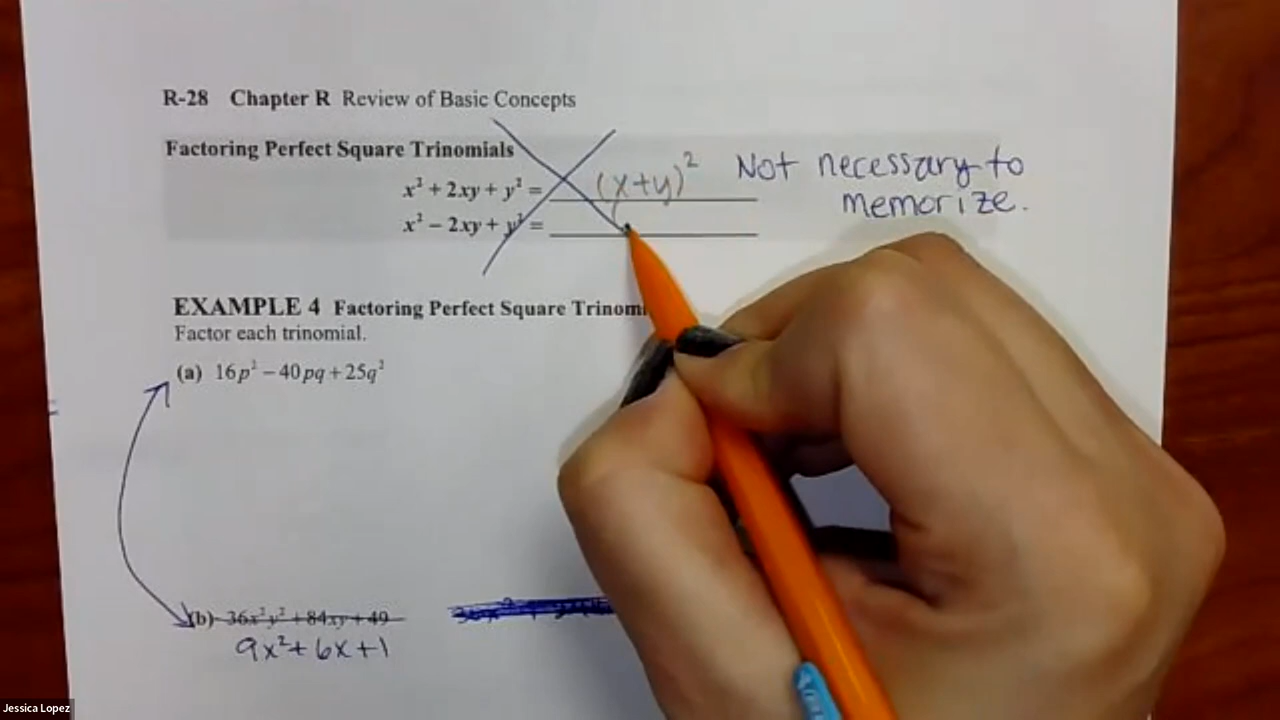 R-28 Chapter R Review of Basic Concepts
Factoring Perfect Square Trinomials
x² + 2xy + y² = (x+y)²
Not necessary to
memorize.
x² − 2xy + y² = (
EXAMPLE 4 Factoring Perfect Square
Factor each trinomial.
(a) 16p² − 40pq + 25q²
(b) 36x²y² + 84xy + 49
9x² + 6x + 1
Jessica Lopez